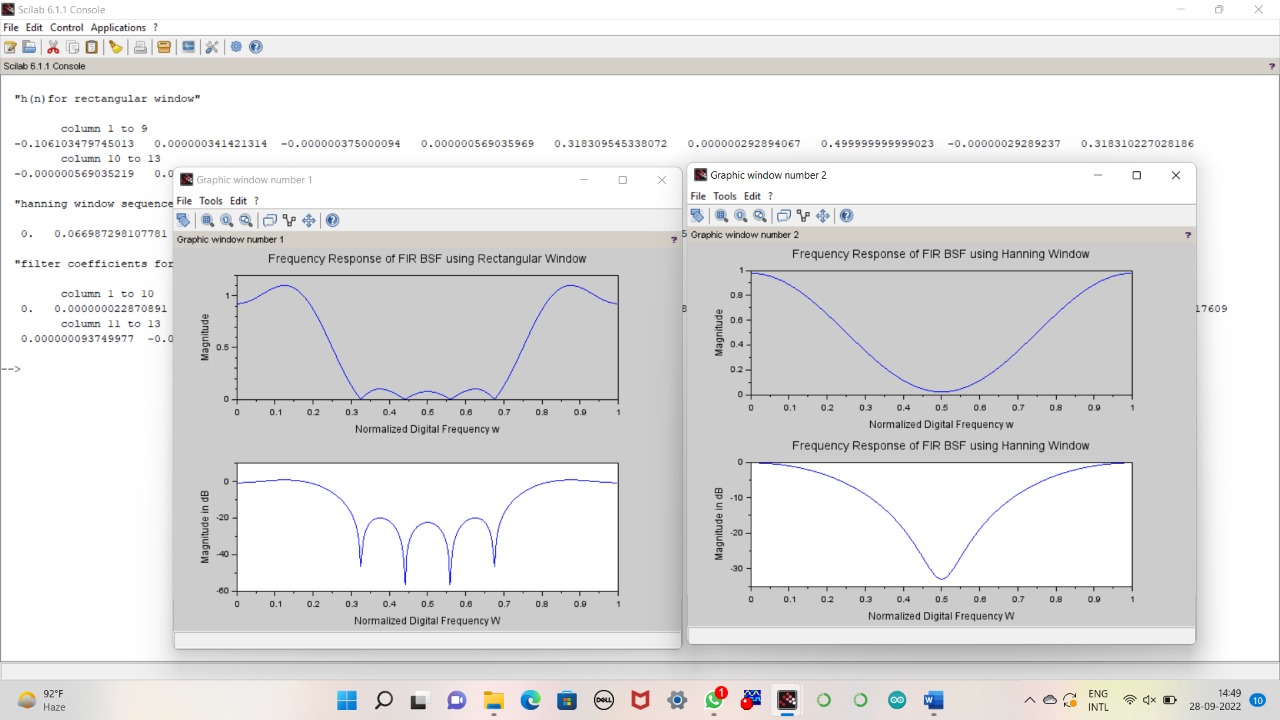 Scilab 6.1.1 Console
File Edit Control Applications ?
Scilab 6.1.1 Console ?
"h(n)for rectangular window"
column 1 to 9
-0.106103479745013 0.000000341421314 -0.000000375000094 0.000000569035969 0.318309545338072 0.000000292894067 0.499999999999023 -0.00000029289237 0.318310227028186
column 10 to 13
-0.000000569035219
"hanning window sequence
0. 0.066987298107781
"filter coefficients for
column 1 to 10
0. 0.000000022870891
17609
column 11 to 13
0.000000093749977
-->
Graphic window number 1
File Tools Edit ?
Graphic window number 1 ?
Frequency Response of FIR BSF using Rectangular Window
Magnitude
1
0.5
0
0 0.1 0.2 0.3 0.4 0.5 0.6 0.7 0.8 0.9 1
Normalized Digital Frequency w
Magnitude in dB
0
-20
-40
-60
0 0.1 0.2 0.3 0.4 0.5 0.6 0.7 0.8 0.9 1
Normalized Digital Frequency W
Graphic window number 2
File Tools Edit ?
Graphic window number 2 ?
Frequency Response of FIR BSF using Hanning Window
Magnitude
1
0.8
0.6
0.4
0.2
0
0 0.1 0.2 0.3 0.4 0.5 0.6 0.7 0.8 0.9 1
Normalized Digital Frequency w
Frequency Response of FIR BSF using Hanning Window
Magnitude in dB
0
-10
-20
-30
0 0.1 0.2 0.3 0.4 0.5 0.6 0.7 0.8 0.9 1
Normalized Digital Frequency W
92°F
Haze
DELL
1
ENG
INTL
14:49
28-09-2022
10